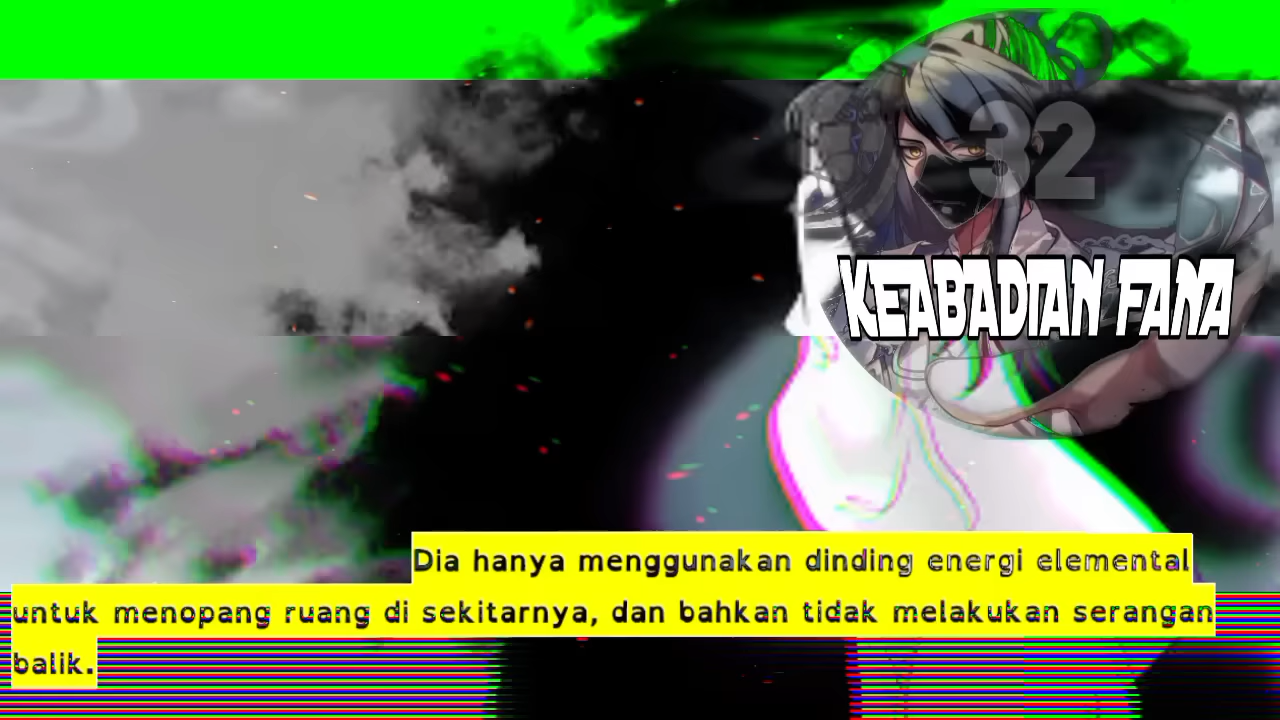 32
KEABADIAN FANA
Dia hanya menggunakan dinding energi elemental
untuk menopang ruang di sekitarnya, dan bahkan tidak melakukan serangan
balik.